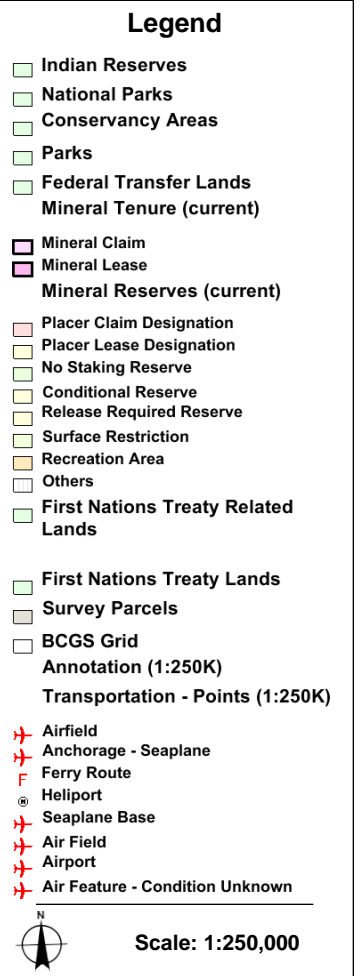 Legend
Indian Reserves
National Parks
Conservancy Areas
Parks
Federal Transfer Lands
Mineral Tenure (current)
Mineral Claim
Mineral Lease
Mineral Reserves (current)
Placer Claim Designation
Placer Lease Designation
No Staking Reserve
Conditional Reserve
Release Required Reserve
Surface Restriction
Recreation Area
Others
First Nations Treaty Related
Lands
First Nations Treaty Lands
Survey Parcels
BCGS Grid
Annotation (1:250K)
Transportation - Points (1:250K)
Airfield
Anchorage - Seaplane
F Ferry Route
H Heliport
Seaplane Base
Air Field
Airport
Air Feature - Condition Unknown
N
Scale: 1:250,000